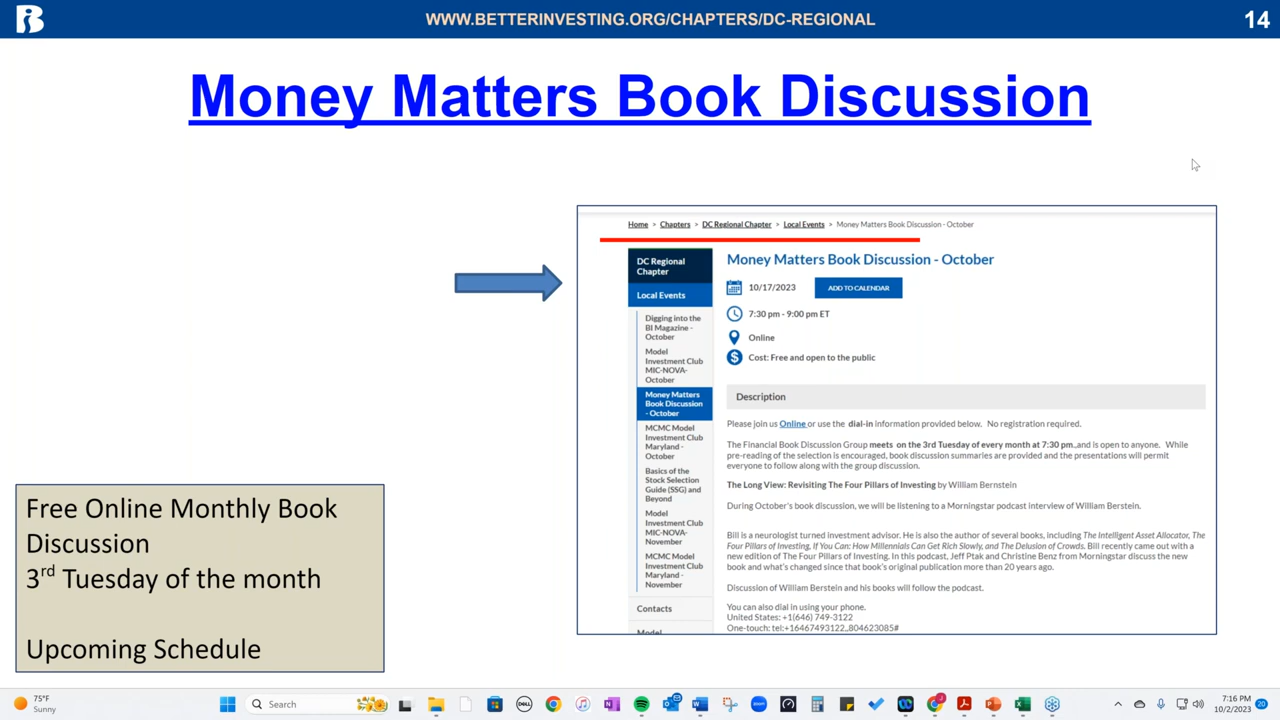 WWW.BETTERINVESTING.ORG/CHAPTERS/DC-REGIONAL
14
Money Matters Book Discussion
Home > Chapters > DC Regional Chapter > Local Events > Money Matters Book Discussion - October
DC Regional
Chapter
Local Events
Digging into the
BI Magazine -
October
Model
Investment Club
MIC-NOVA-
October
Money Matters
Book Discussion
- October
MCMC Model
Investment Club
Maryland -
October
Basics of the
Stock Selection
Guide (SSG) and
Beyond
Model
Investment Club
MIC-NOVA-
November
MCMC Model
Investment Club
Maryland -
November
Contacts
Model
Money Matters Book Discussion - October
10/17/2023
ADD TO CALENDAR
7:30 pm - 9:00 pm ET
Online
Cost: Free and open to the public
Description
Please join us Online or use the dial-in information provided below. No registration required.
The Financial Book Discussion Group meets on the 3rd Tuesday of every month at 7:30 pm.,and is open to anyone. While
pre-reading of the selection is encouraged, book discussion summaries are provided and the presentations will permit
everyone to follow along with the group discussion.
The Long View: Revisiting The Four Pillars of Investing by William Bernstein
During October's book discussion, we will be listening to a Morningstar podcast interview of William Berstein.
Bill is a neurologist turned investment advisor. He is also the author of several books, including The Intelligent Asset Allocator, The
Four Pillars of Investing, If You Can: How Millennials Can Get Rich Slowly, and The Delusion of Crowds. Bill recently came out with a
new edition of The Four Pillars of Investing. In this podcast, Jeff Ptak and Christine Benz from Morningstar discuss the new
book and what's changed since that book's original publication more than 20 years ago.
Discussion of William Berstein and his books will follow the podcast.
You can also dial in using your phone.
United States: +1(646) 749-3122
One-touch: tel:+16467493122,,804623085#
Free Online Monthly Book
Discussion
3rd Tuesday of the month
Upcoming Schedule
75°F
Sunny
Search
7:16 PM
10/2/2023
20